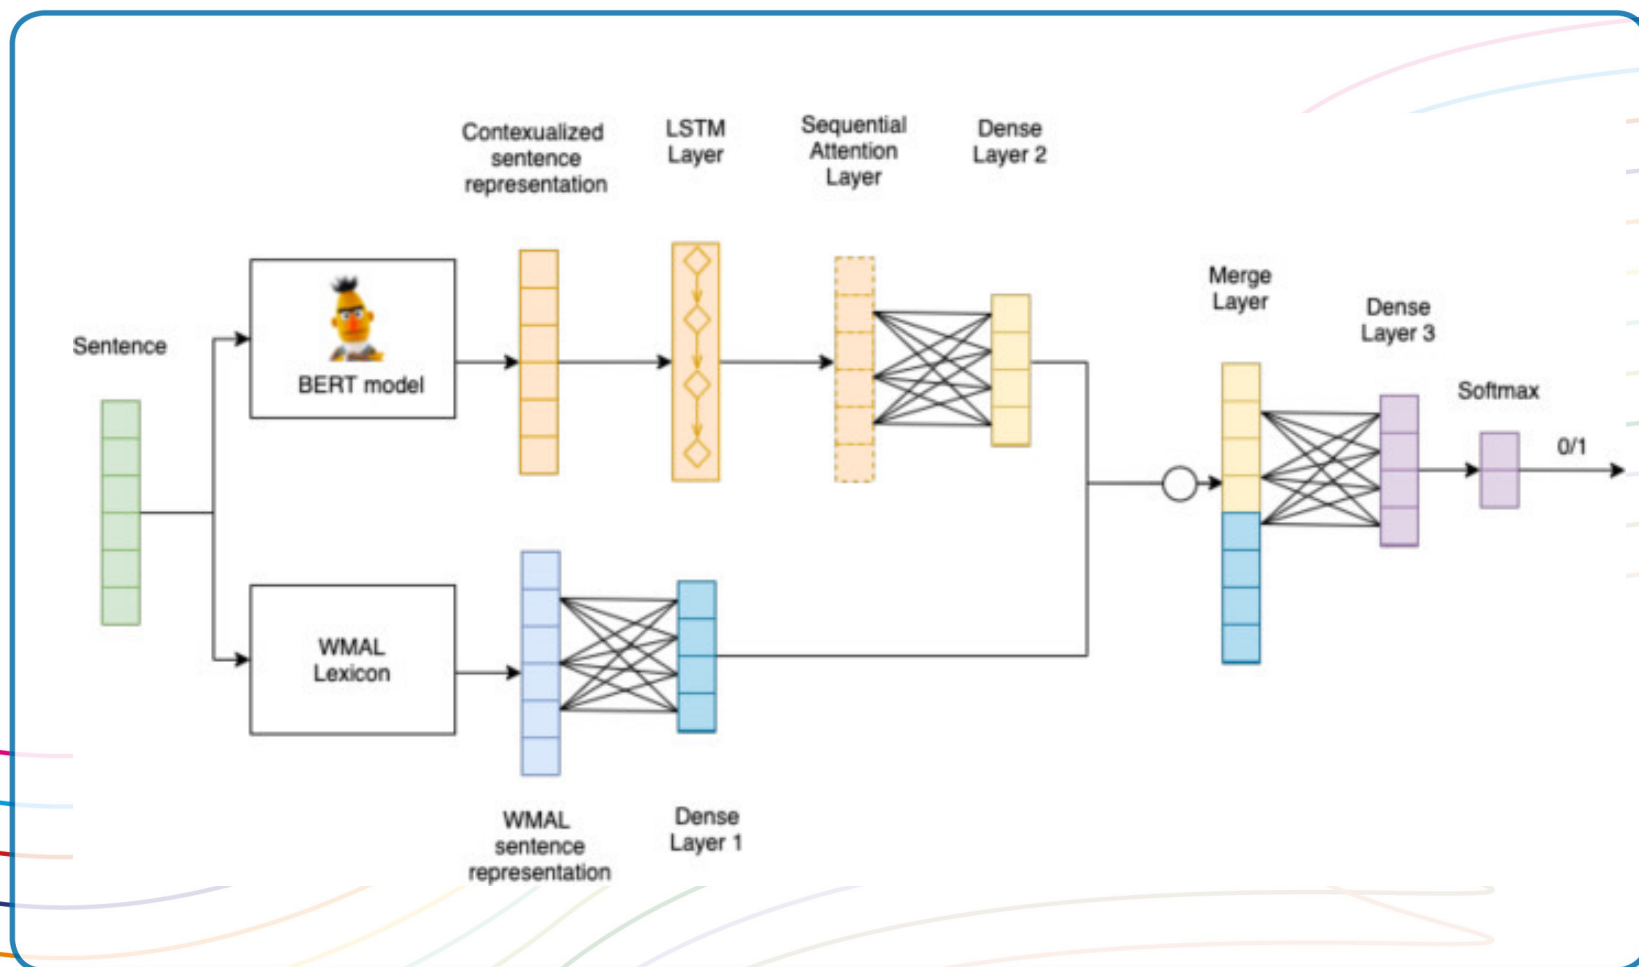 Contexualized
sentence
representation
LSTM
Layer
Sequential
Attention
Layer
Dense
Layer 2
Sentence
BERT model
Merge
Layer
Dense
Layer 3
Softmax
0/1
WMAL
Lexicon
WMAL
sentence
representation
Dense
Layer 1